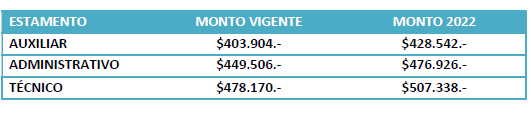 ESTAMENTO MONTO VIGENTE MONTO 2022
AUXILIAR $403.904.- $428.542.-
ADMINISTRATIVO $449.506.- $476.926.-
TÉCNICO $478.170.- $507.338.-